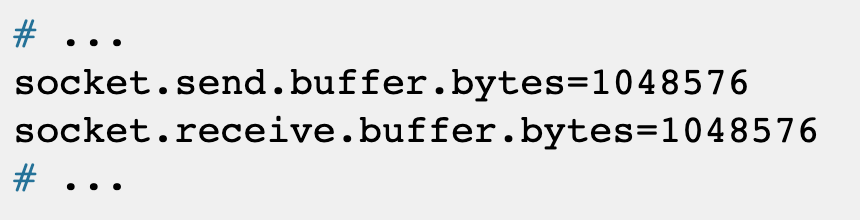 # ...
socket.send.buffer.bytes=1048576
socket.receive.buffer.bytes=1048576
# ...